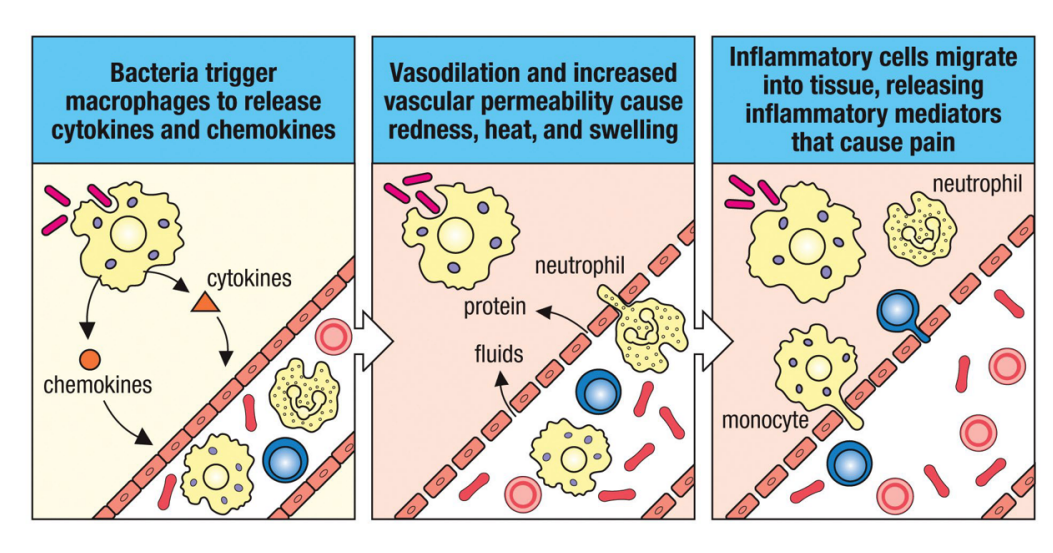 Bacteria trigger
macrophages to release
cytokines and chemokines
cytokines
chemokines
Vasodilation and increased
vascular permeability cause
redness, heat, and swelling
neutrophil
protein
fluids
Inflammatory cells migrate
into tissue, releasing
inflammatory mediators
that cause pain
neutrophil
monocyte